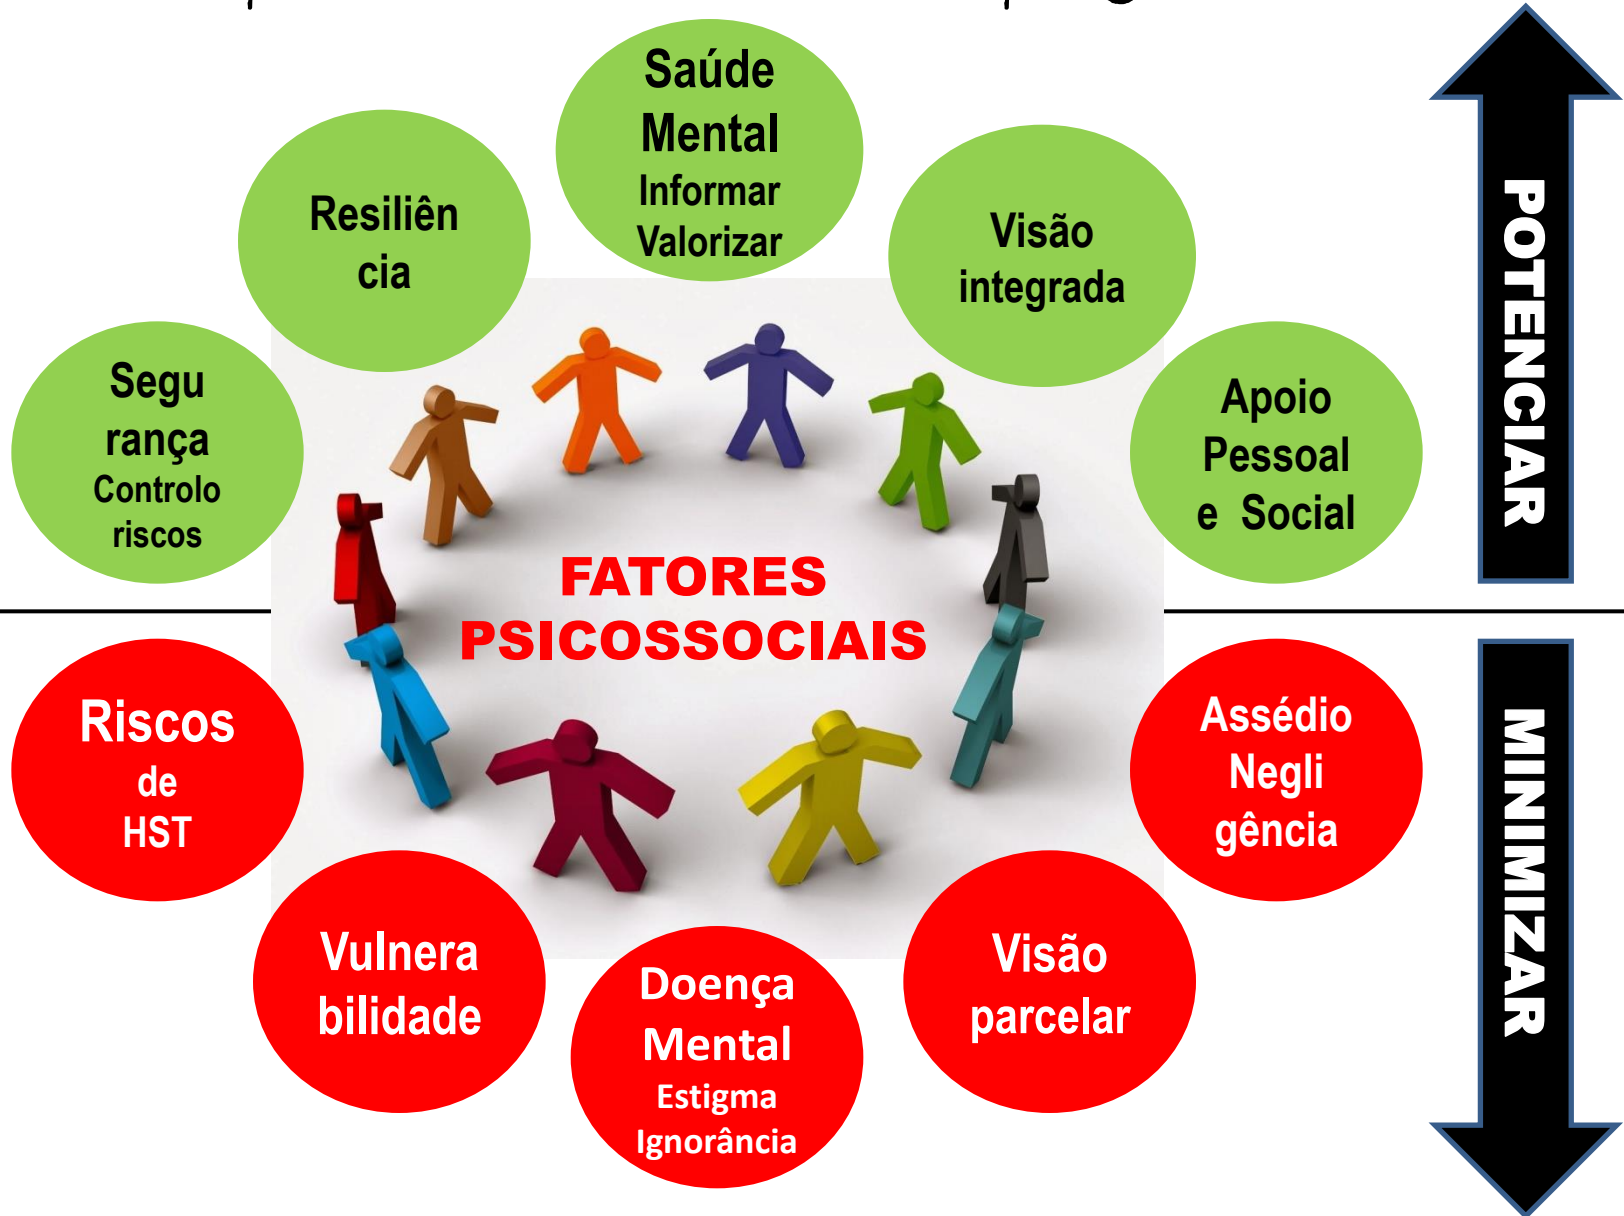 Saúde
Mental
Informar
Valorizar
Resiliên
cia
Visão
integrada
Segu
rança
Controlo
riscos
Apoio
Pessoal
e Social
POTENCIAR
FATORES
PSICOSSOCIAIS
Riscos
de
HST
Assédio
Negli
gência
Vulnera
bilidade
Doença
Mental
Estigma
Ignorância
Visão
parcelar
MINIMIZAR